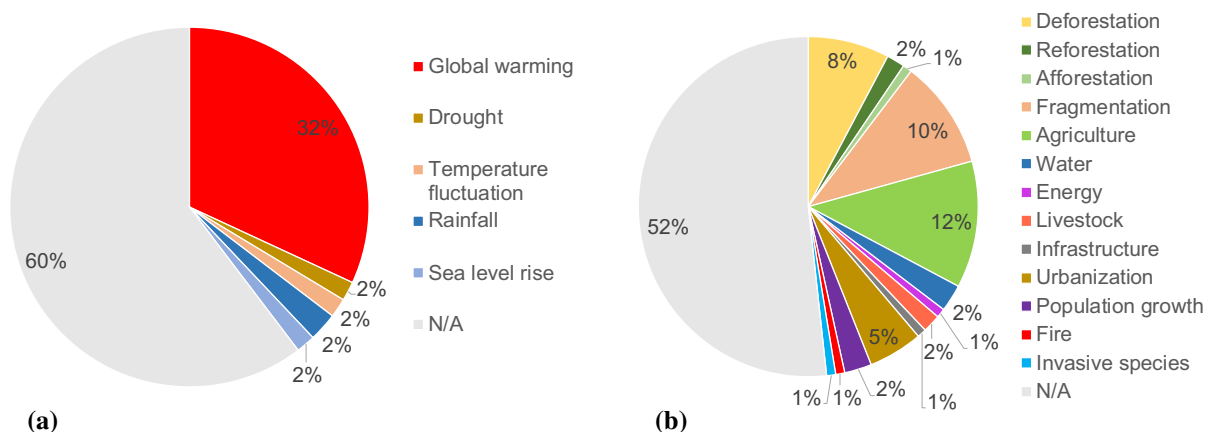 32%
2%
2%
2%
2%
60%
Global warming
Drought
Temperature
fluctuation
Rainfall
Sea level rise
N/A
(a)
8%
2%
1%
10%
12%
2%
1%
2%
1%
5%
2%
1%
1%
52%
Deforestation
Reforestation
Afforestation
Fragmentation
Agriculture
Water
Energy
Livestock
Infrastructure
Urbanization
Population growth
Fire
Invasive species
N/A
(b)